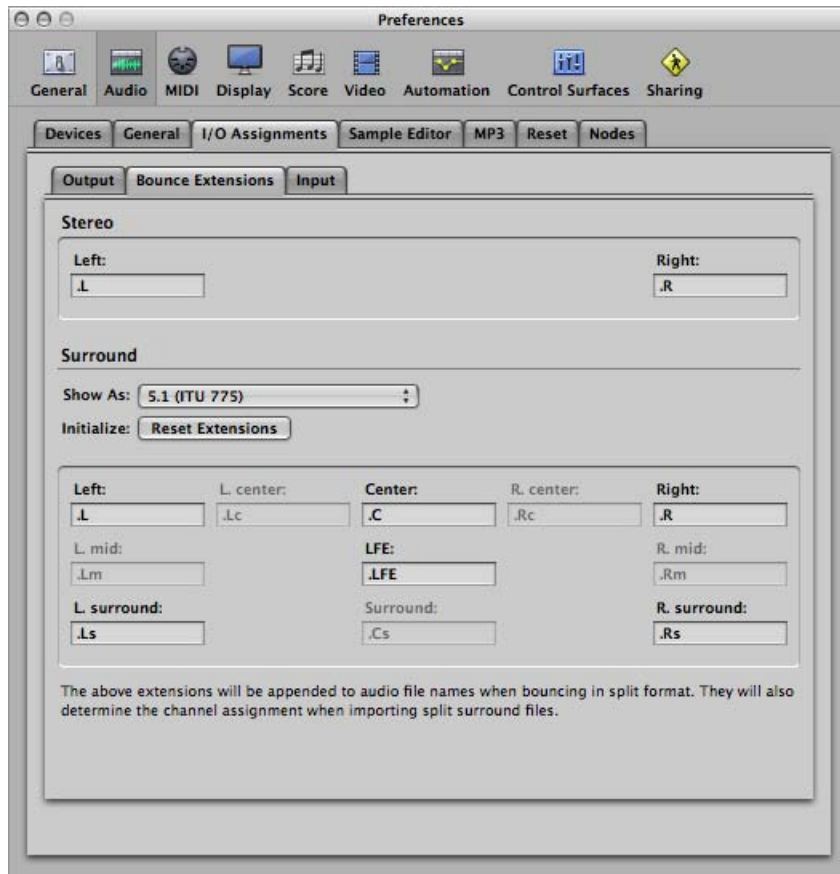 Preferences
General Audio MIDI Display Score Video Automation Control Surfaces Sharing
Devices General I/O Assignments Sample Editor MP3 Reset Nodes
Output Bounce Extensions Input
Stereo
Left: Right:
.L .R
Surround
Show As: 5.1 (ITU 775)
Initialize: Reset Extensions
Left: L. center: Center: R. center: Right:
.L .Lc .C .Rc .R
L. mid: LFE: R. mid:
.Lm .LFE .Rm
L. surround: Surround: R. surround:
.Ls .Cs .Rs
The above extensions will be appended to audio file names when bouncing in split format. They will also
determine the channel assignment when importing split surround files.